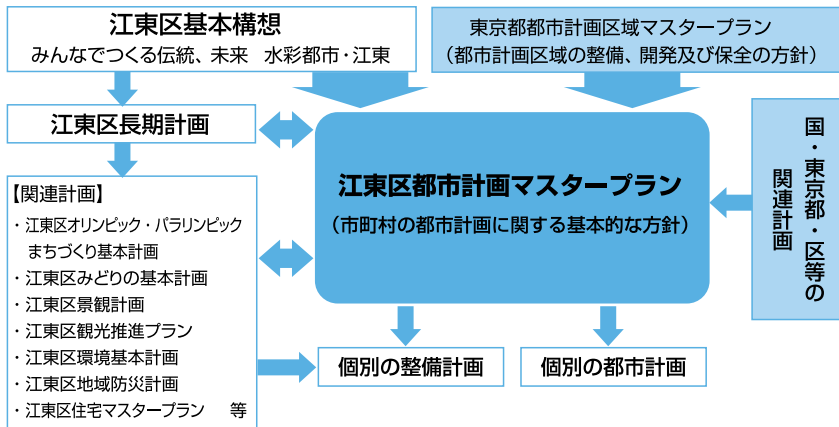 江東区基本構想
みんなでつくる伝統、未来 水彩都市・江東
東京都都市計画区域マスタープラン
（都市計画区域の整備、開発及び保全の方針）
江東区長期計画
江東区都市計画マスタープラン
（市町村の都市計画に関する基本的な方針）
国・東京都・区等の
関連計画
【関連計画】
・江東区オリンピック・パラリンピック
まちづくり基本計画
・江東区みどりの基本計画
・江東区景観計画
・江東区観光推進プラン
・江東区環境基本計画
・江東区地域防災計画
・江東区住宅マスタープラン 等
個別の整備計画
個別の都市計画